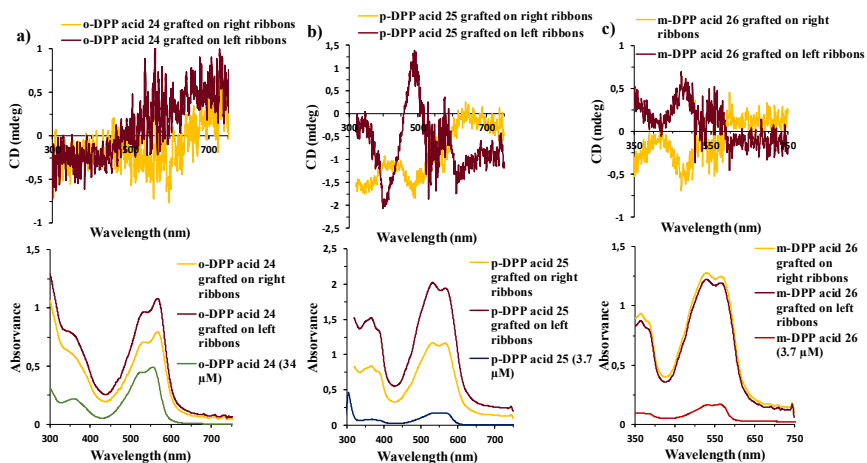 a)
o-DPP acid 24 grafted on right ribbons
o-DPP acid 24 grafted on left ribbons
CD (mdeg)
1
0,5
0
-0,5
-1
1
300
500
700
Wavelength (nm)
b)
p-DPP acid 25 grafted on right ribbons
p-DPP acid 25 grafted on left ribbons
CD (mdeg)
1,5
1
0,5
0
-0,5
-1
-1,5
-2
-2,5
300
500
700
Wavelength (nm)
c)
m-DPP acid 26 grafted on right
ribbons
m-DPP acid 26 grafted on left ribbons
CD (mdeg)
1
0,5
0
-0,5
-1
350
550
750
Wavelength (nm)
Absorvance
1,5
1
0,5
0
300
500
700
o-DPP acid 24
grafted on right
ribbons
o-DPP acid 24
grafted on left
ribbons
o-DPP acid 24 (34
µM)
Wavelength (nm)
Absorvance
2,5
2
1,5
1
0,5
0
300
400
500
600
700
p-DPP acid 25
grafted on right
ribbons
p-DPP acid 25
grafted on left
ribbons
p-DPP acid 25 (3.7
µM)
Wavelength (nm)
Absorvance
1,5
1
0,5
0
350
450
550
650
750
m-DPP acid 26
grafted on
right ribbons
m-DPP acid 26
grafted on left
ribbons
m-DPP acid 26
(3.7 µM)
Wavelength (nm)